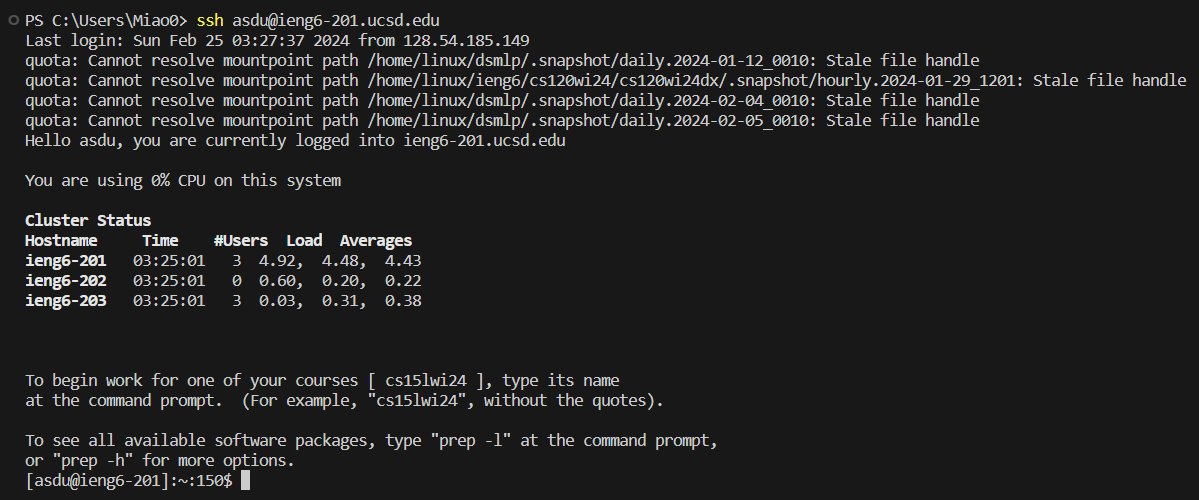 PS C:\Users\Miao0> ssh asdu@ieng6-201.ucsd.edu
Last login: Sun Feb 25 03:27:37 2024 from 128.54.185.149
quota: Cannot resolve mountpoint path /home/linux/dsmlp/.snapshot/daily.2024-01-12_0010: Stale file handle
quota: Cannot resolve mountpoint path /home/linux/ieng6/cs120wi24/cs120wi24dx/.snapshot/hourly.2024-01-29_1201: Stale file handle
quota: Cannot resolve mountpoint path /home/linux/dsmlp/.snapshot/daily.2024-02-04_0010: Stale file handle
quota: Cannot resolve mountpoint path /home/linux/dsmlp/.snapshot/daily.2024-02-05_0010: Stale file handle
Hello asdu, you are currently logged into ieng6-201.ucsd.edu
You are using 0% CPU on this system
Cluster Status
Hostname     Time    #Users  Load  Averages
ieng6-201   03:25:01   3  4.92,  4.48,  4.43
ieng6-202   03:25:01   0  0.60,  0.20,  0.22
ieng6-203   03:25:01   3  0.03,  0.31,  0.38
To begin work for one of your courses [ cs15lwi24 ], type its name
at the command prompt.  (For example, "cs15lwi24", without the quotes).
To see all available software packages, type "prep -l" at the command prompt,
or "prep -h" for more options.
[asdu@ieng6-201]:~:150$